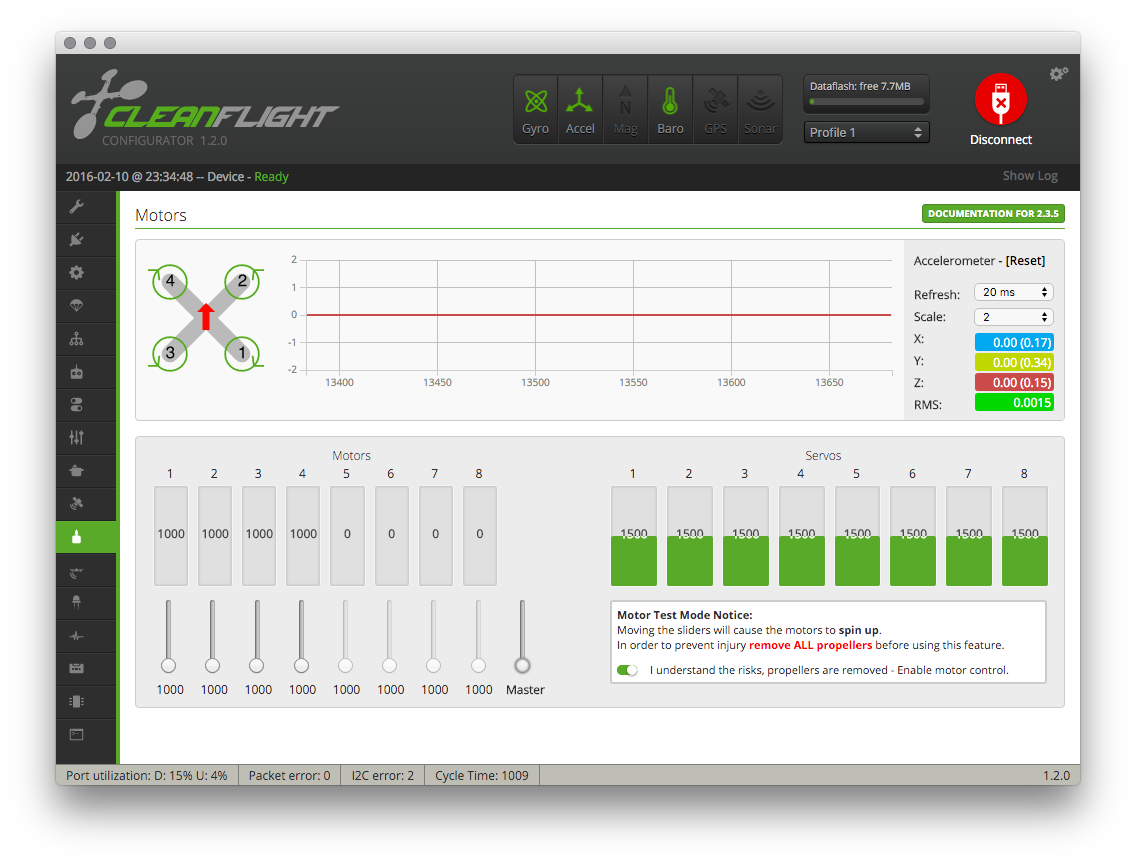 CLEANFLIGHT
CONFIGURATOR 1.2.0
Gyro Accel Mag Baro GPS Sonar
N
Dataflash: free 7.7MB
Profile 1
Disconnect
2016-02-10 @ 23:34:48 -- Device - Ready
Show Log
Motors
DOCUMENTATION FOR 2.3.5
4 2
3 1
2
1
0
-1
-2
13400 13450 13500 13550 13600 13650
Accelerometer - [Reset]
Refresh: 20 ms
Scale: 2
X: 0.00 (0.17)
Y: 0.00 (0.34)
Z: 0.00 (0.15)
RMS: 0.0015
Motors
1 2 3 4 5 6 7 8
1000 1000 1000 1000 0 0 0 0
1000 1000 1000 1000 1000 1000 1000 1000 Master
Servos
1 2 3 4 5 6 7 8
1500 1500 1500 1500 1500 1500 1500 1500
Motor Test Mode Notice:
Moving the sliders will cause the motors to spin up.
In order to prevent injury remove ALL propellers before using this feature.
I understand the risks, propellers are removed - Enable motor control.
Port utilization: D: 15% U: 4% Packet error: 0 I2C error: 2 Cycle Time: 1009 1.2.0